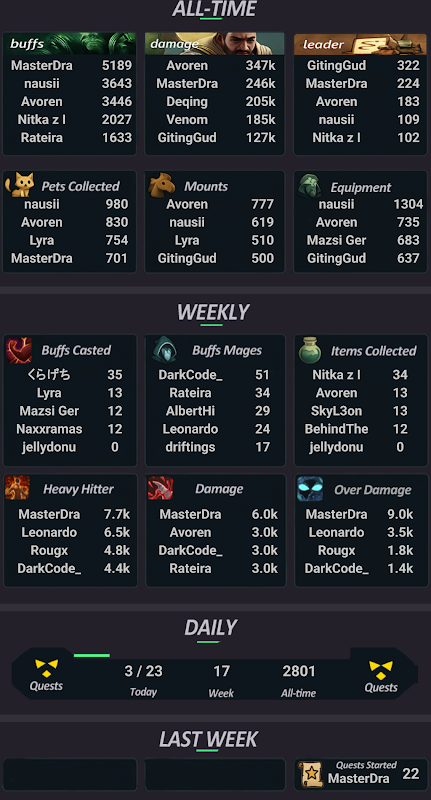 ALL-TIME
buffs
MasterDra 5189
nausii 3643
Avoren 3446
Nitka z l 2027
Rateira 1633
damage
Avoren 347k
MasterDra 246k
Deqing 205k
Venom 185k
GitingGud 127k
leader
GitingGud 322
MasterDra 224
Avoren 183
nausii 109
Nitka z l 102
Pets Collected
nausii 980
Avoren 830
Lyra 754
MasterDra 701
Mounts
Avoren 777
nausii 619
Lyra 510
GitingGud 500
Equipment
nausii 1304
Avoren 735
Mazsi Ger 683
GitingGud 637
WEEKLY
Buffs Casted
くらげち 35
Lyra 13
Mazsi Ger 12
Naxxramas 12
jellydonu 0
Buffs Mages
DarkCode_ 51
Rateira 34
AlbertHi 29
Leonardo 24
driftings 17
Items Collected
Nitka z l 34
Avoren 13
SkyL3on 13
BehindThe 12
jellydonu 0
Heavy Hitter
MasterDra 7.7k
Leonardo 6.5k
Rougx 4.8k
DarkCode_ 4.4k
Damage
MasterDra 6.0k
Avoren 3.0k
DarkCode_ 3.0k
Rateira 3.0k
Over Damage
MasterDra 9.0k
Leonardo 3.5k
Rougx 1.8k
DarkCode_ 1.4k
DAILY
Quests
3 / 23
Today
17
Week
2801
All-time
Quests
LAST WEEK
Quests Started
MasterDra 22